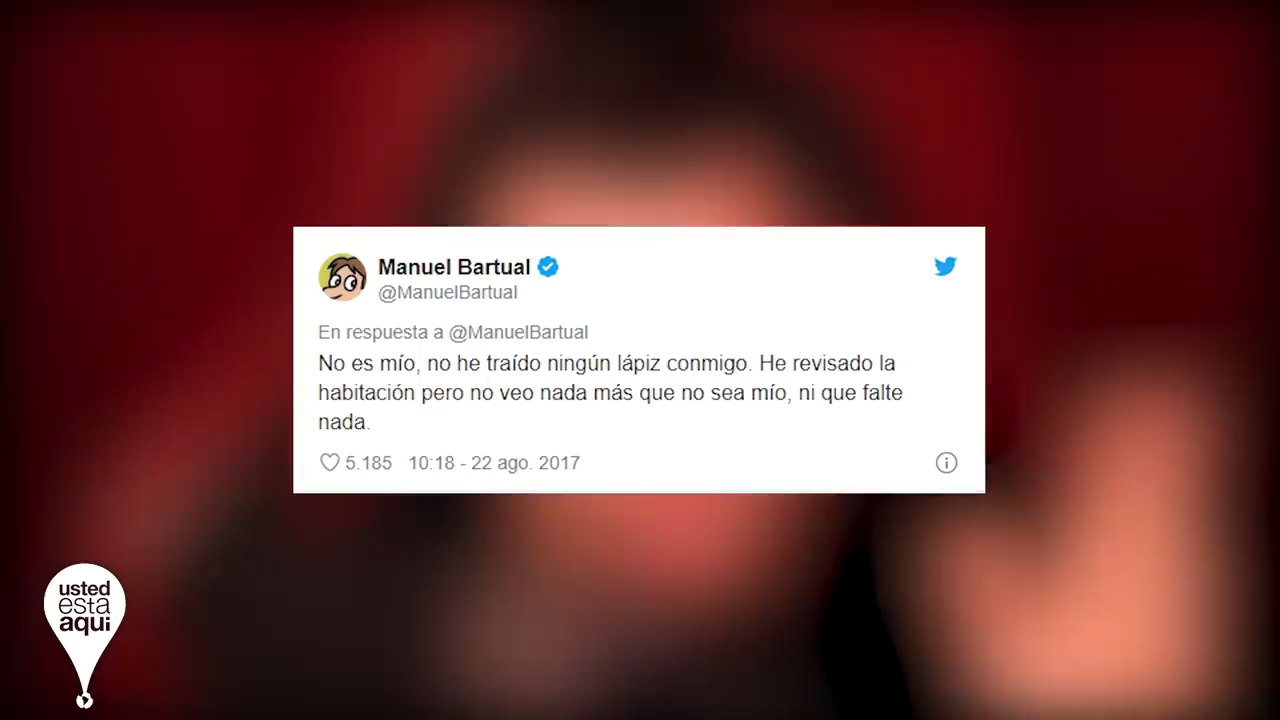 Manuel Bartual
@ManuelBartual
En respuesta a @ManuelBartual
No es mío, no he traído ningún lápiz conmigo. He revisado la
habitación pero no veo nada más que no sea mío, ni que falte
nada.
5.185 10:18 - 22 ago. 2017
usted
esta
aqui